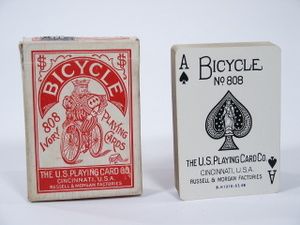 $ $
BICYCLE
808 PLAYING
IVORY CARDS
THE U.S. PLAYING CARD CO.
CINCINNATI, U.S.A.
RUSSELL & MORGAN FACTORIES
A
BICYCLE
No 808
THE U.S. PLAYING CARD CO.
CINCINNATI, U.S.A.
RUSSELL & MORGAN FACTORIES
A